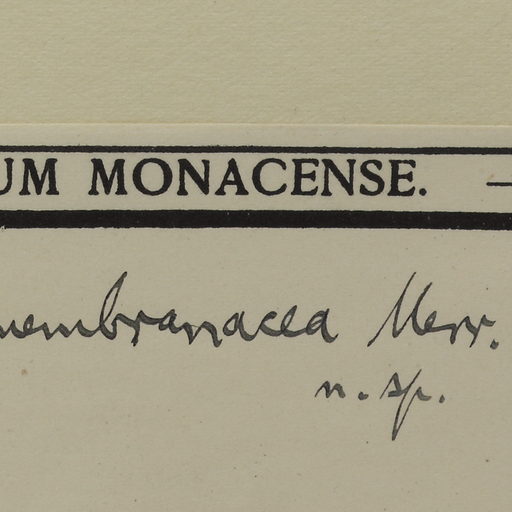 UM MONACENSE. —
membranacea Merr.
n. sp.